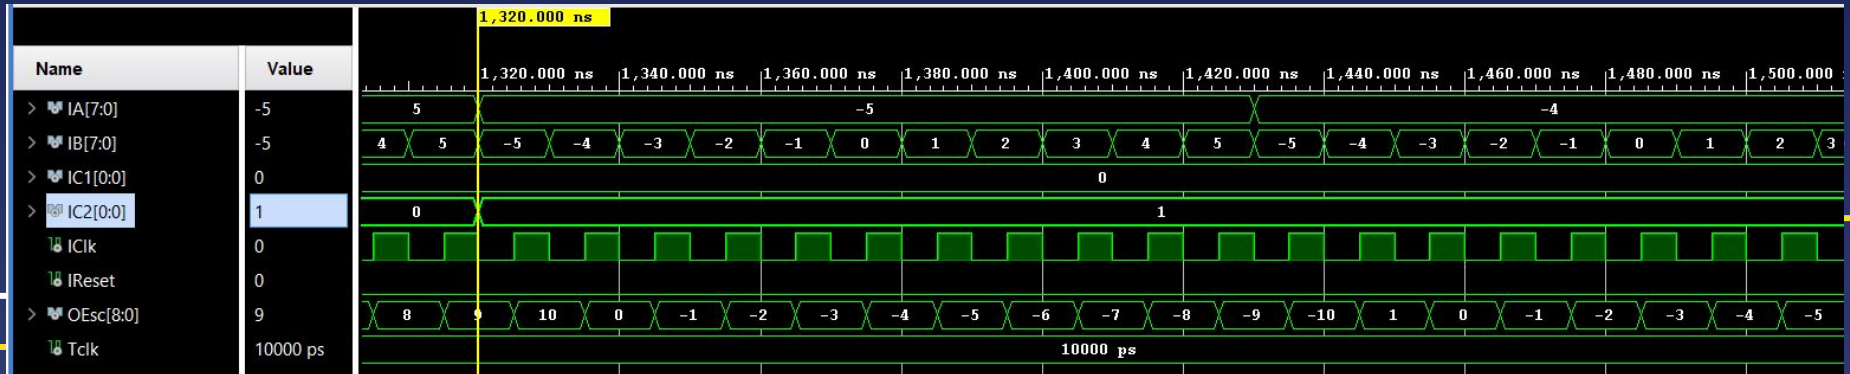 1,320.000 ns
Name Value 1,320.000 ns 1,340.000 ns 1,360.000 ns 1,380.000 ns 1,400.000 ns 1,420.000 ns 1,440.000 ns 1,460.000 ns 1,480.000 ns 1,500.000
IA[7:0] -5 5 -5 -4
IB[7:0] -5 4 5 -5 -4 -3 -2 -1 0 1 2 3 4 5 -5 -4 -3 -2 -1 0 1 2 3
IC1[0:0] 0 0
IC2[0:0] 1 0 1
IClk 0
IReset 0
OEsc[8:0] 9 8 9 10 0 -1 -2 -3 -4 -5 -6 -7 -8 -9 -10 1 0 -1 -2 -3 -4 -5
Tclk 10000 ps 10000 ps